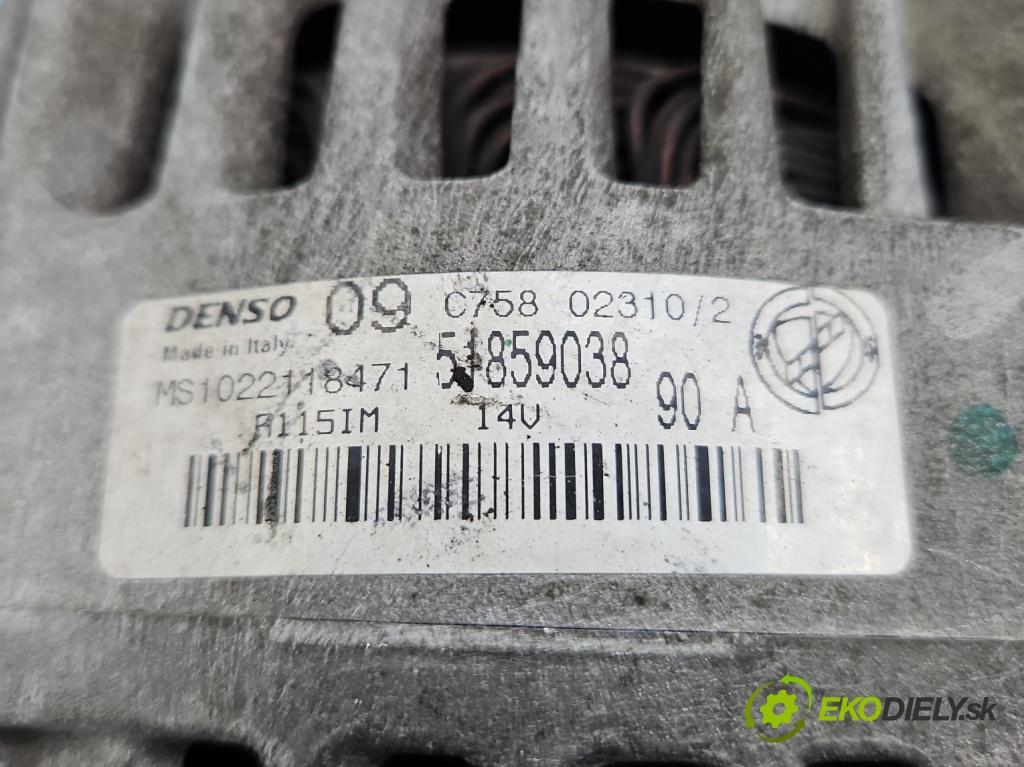 DENSO 09 C758 02310/2
Made in Italy
MS1022118471 51859038
R115IM 14V 90 A
EKODIELY.sk